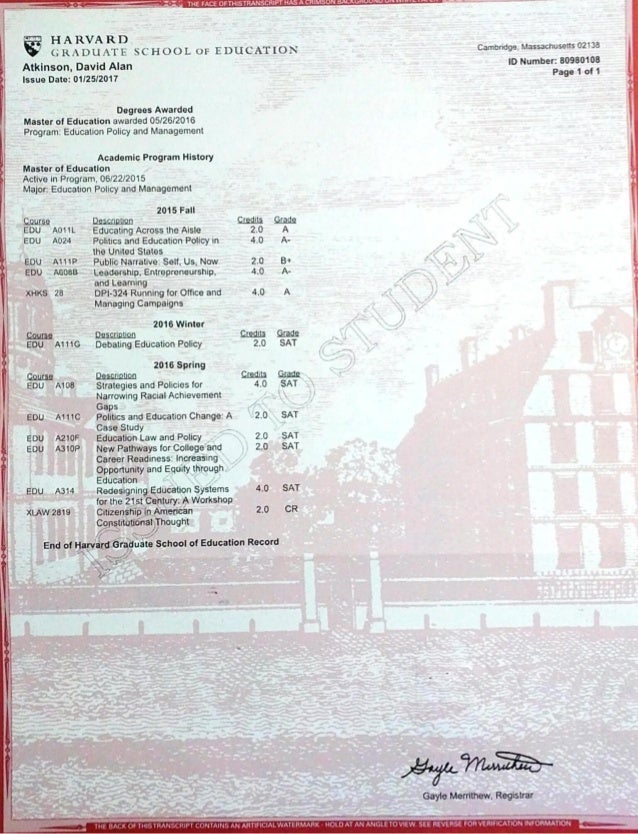 THE FACE OF THIS TRANSCRIPT HAS A CRIMSON BACKGROUND ON WHITE PAPER
HARVARD
GRADUATE SCHOOL OF EDUCATION
Cambridge, Massachusetts 02138
Atkinson, David Alan
ID Number: 80980108
Issue Date: 01/25/2017
Page 1 of 1
Degrees Awarded
Master of Education awarded 05/26/2016
Program: Education Policy and Management
Academic Program History
Master of Education
Active in Program, 06/22/2015
Major: Education Policy and Management
2015 Fall
Course Description Credits Grade
EDU A011L Educating Across the Aisle 2.0 A
EDU A024 Politics and Education Policy in 4.0 A-
the United States
EDU A111P Public Narrative: Self, Us, Now 2.0 B+
EDU A608B Leadership, Entrepreneurship, 4.0 A-
and Learning
XHKS 28 DPI-324 Running for Office and 4.0 A
Managing Campaigns
2016 Winter
Course Description Credits Grade
EDU A111G Debating Education Policy 2.0 SAT
2016 Spring
Course Description Credits Grade
EDU A108 Strategies and Policies for 4.0 SAT
Narrowing Racial Achievement
Gaps
EDU A111C Politics and Education Change: A 2.0 SAT
Case Study
EDU A210F Education Law and Policy 2.0 SAT
EDU A310P New Pathways for College and 2.0 SAT
Career Readiness: Increasing
Opportunity and Equity through
Education
EDU A314 Redesigning Education Systems 4.0 SAT
for the 21st Century: A Workshop
XLAW 2819 Citizenship in American 2.0 CR
Constitutional Thought
End of Harvard Graduate School of Education Record
ISSUED TO STUDENT
Gayle Merrithew
Gayle Merrithew, Registrar
THE BACK OF THIS TRANSCRIPT CONTAINS AN ARTIFICIAL WATERMARK - HOLD AT AN ANGLE TO VIEW. SEE REVERSE FOR VERIFICATION INFORMATION